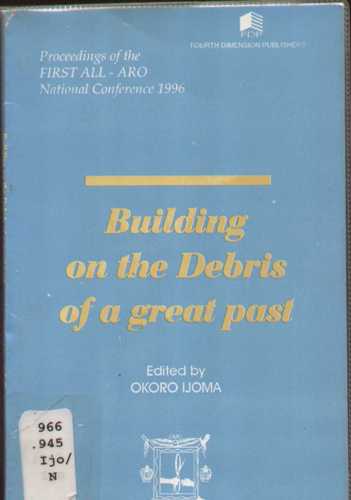 FDP
FOURTH DIMENSION PUBLISHERS
Proceedings of the
FIRST ALL - ARO
National Conference 1996
Building
on the Debris
of a great past
Edited by
OKORO IJOMA
966
.945
Ijo/
N